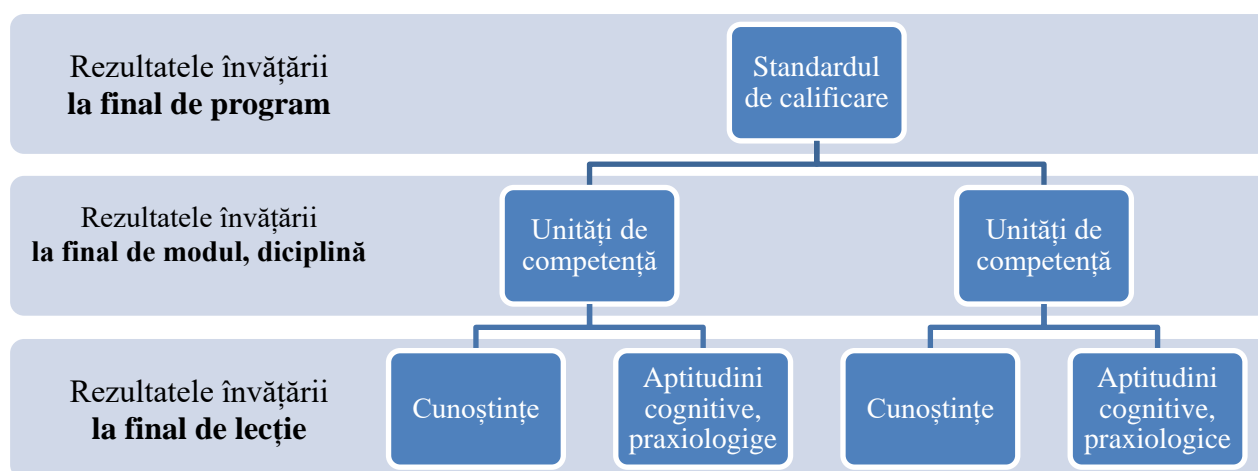 Rezultatele învățării
la final de program
Standardul
de calificare
Rezultatele învățării
la final de modul, diciplină
Unități de
competență
Unități de
competență
Rezultatele învățării
la final de lecție
Cunoștințe
Aptitudini
cognitive,
praxiologige
Cunoștințe
Aptitudini
cognitive,
praxiologice